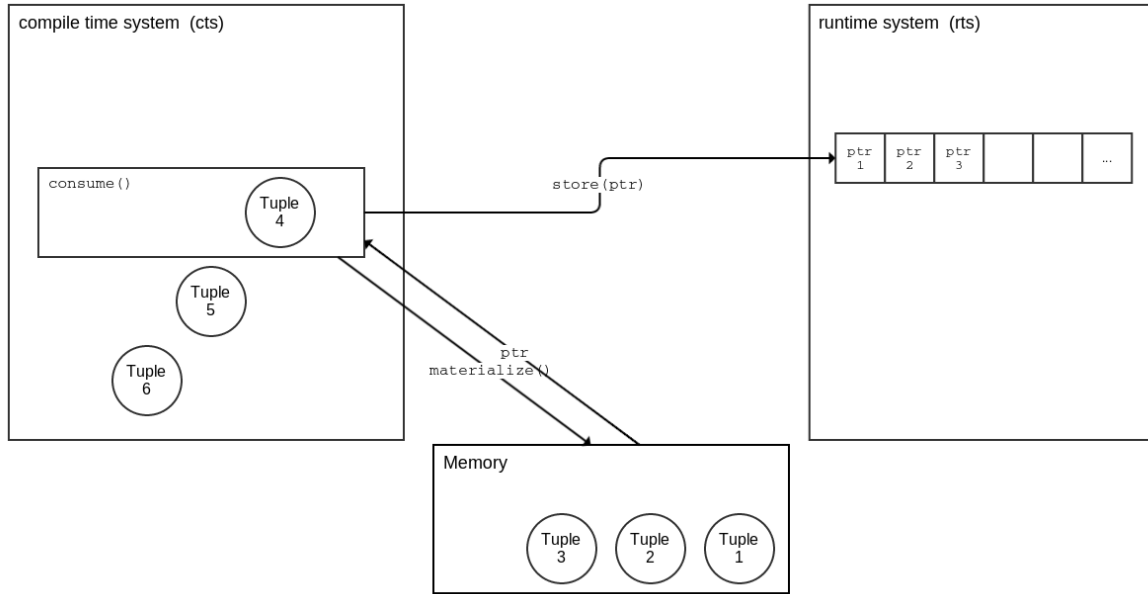 compile time system (cts)
runtime system (rts)
ptr
1
ptr
2
ptr
3
...
consume()
Tuple
4
store(ptr)
Tuple
5
Tuple
6
ptr
materialize()
Memory
Tuple
3
Tuple
2
Tuple
1